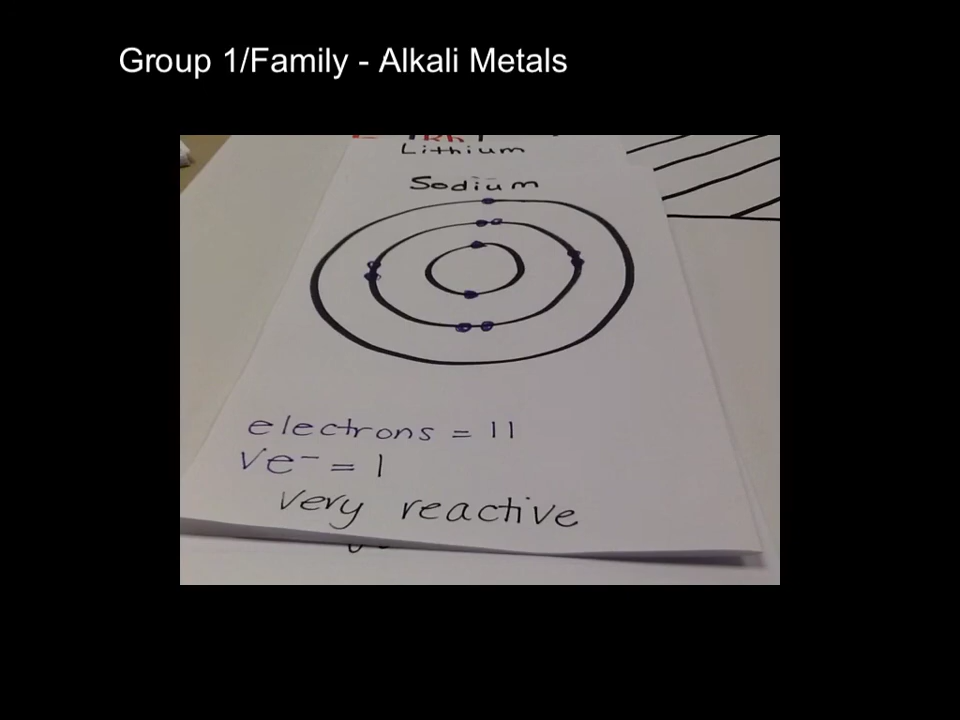 Group 1/Family - Alkali Metals
Lithium
Sodium
electrons = 11
ve⁻ = 1
very reactive